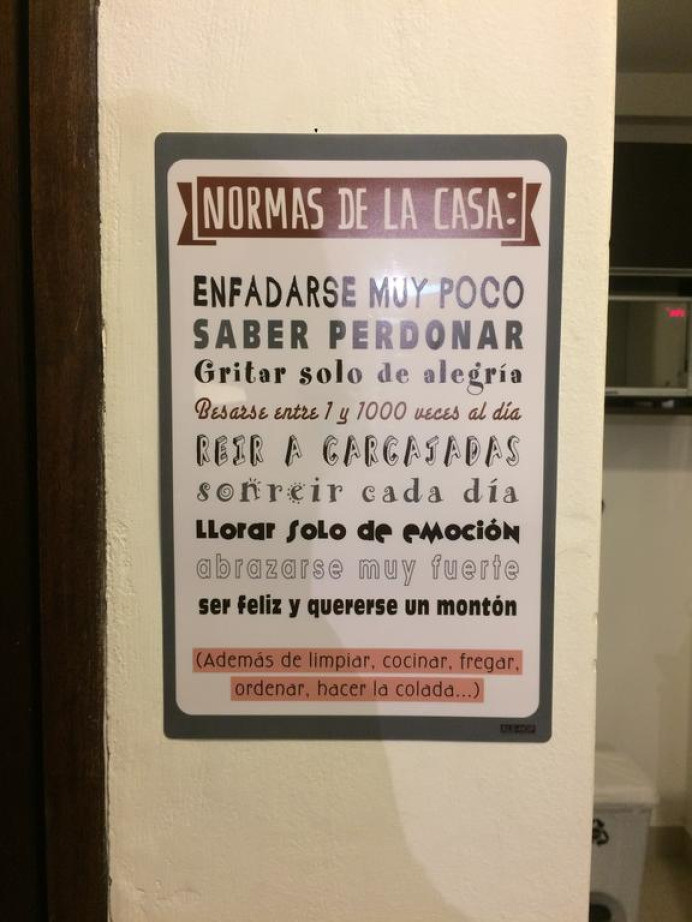 NORMAS DE LA CASA:
ENFADARSE MUY POCO
SABER PERDONAR
Gritar solo de alegría
Besarse entre 1 y 1000 veces al día
REIR A CARCAJADAS
sonreir cada día
LLorar soLo de eMoción
abrazarse muy fuerte
ser feliz y quererse un montón
(Además de limpiar, cocinar, fregar,
ordenar, hacer la colada...)
ALE-HOP